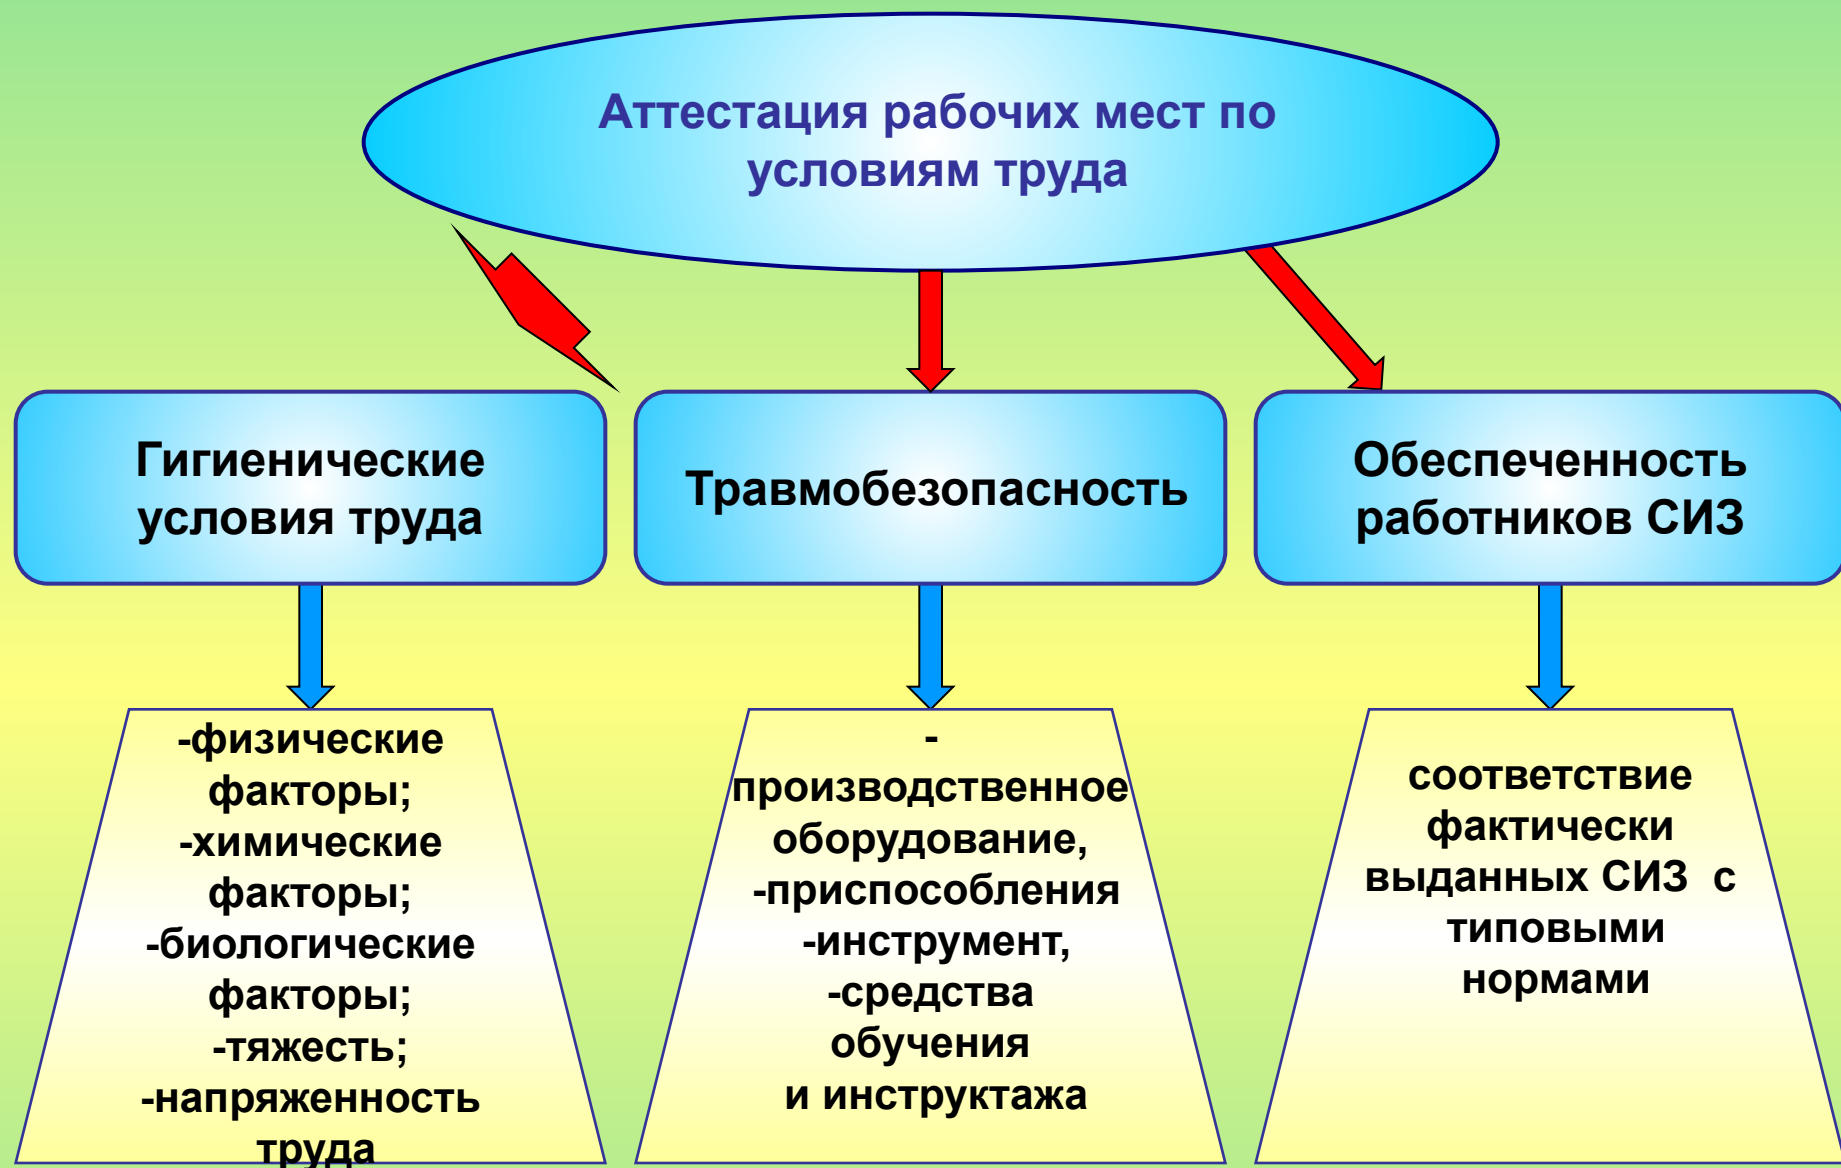 Аттестация рабочих мест по
условиям труда
Гигиенические
условия труда
Травмобезопасность
Обеспеченность
работников СИЗ
-физические
факторы;
-химические
факторы;
-биологические
факторы;
-тяжесть;
-напряженность
труда
-
производственное
оборудование,
-приспособления
-инструмент,
-средства
обучения
и инструктажа
соответствие
фактически
выданных СИЗ с
типовыми
нормами